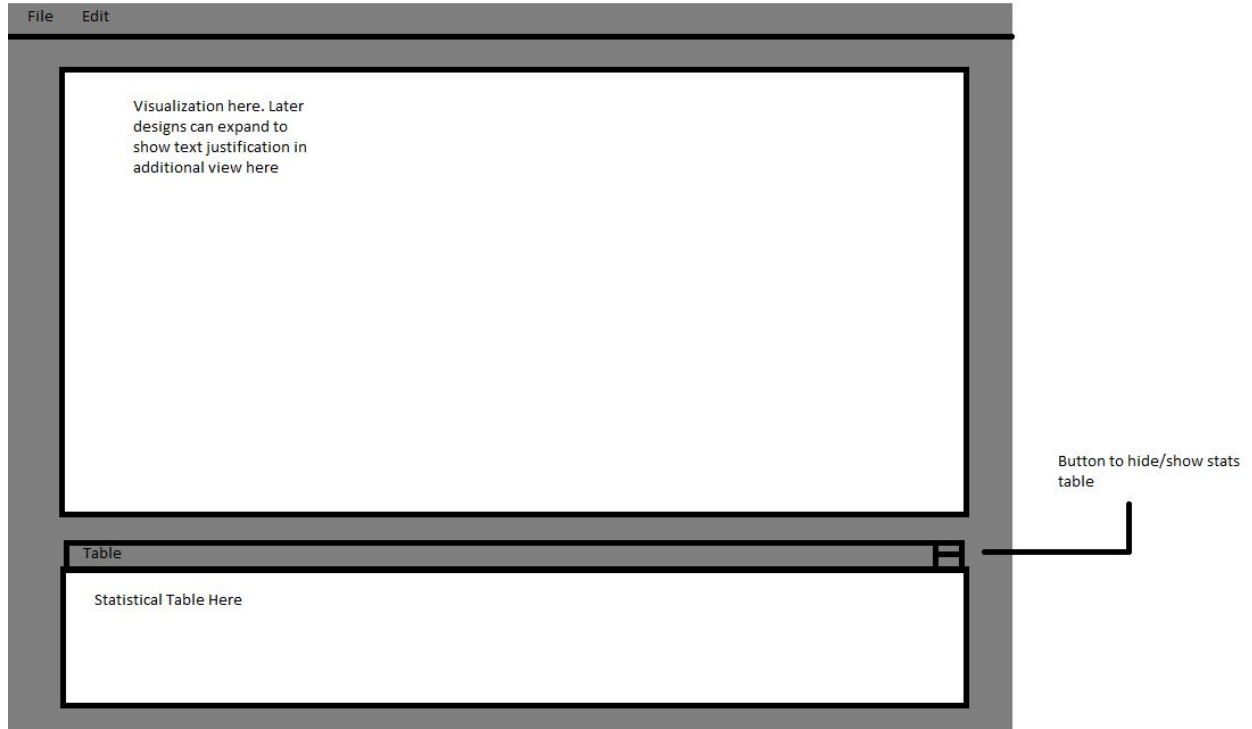 File Edit
Visualization here. Later
designs can expand to
show text justification in
additional view here
Button to hide/show stats
table
Table
Statistical Table Here